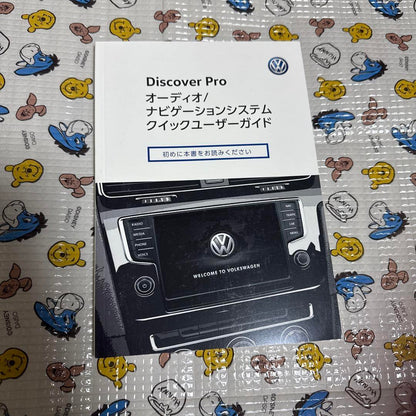 Discover Pro
オーディオ/
ナビゲーションシステム
クイックユーザーガイド
初めに本書をお読みください
RADIO
MEDIA
PHONE
VOICE
NAV
TRAFFIC
CAR
MENU
WELCOME TO VOLKSWAGEN